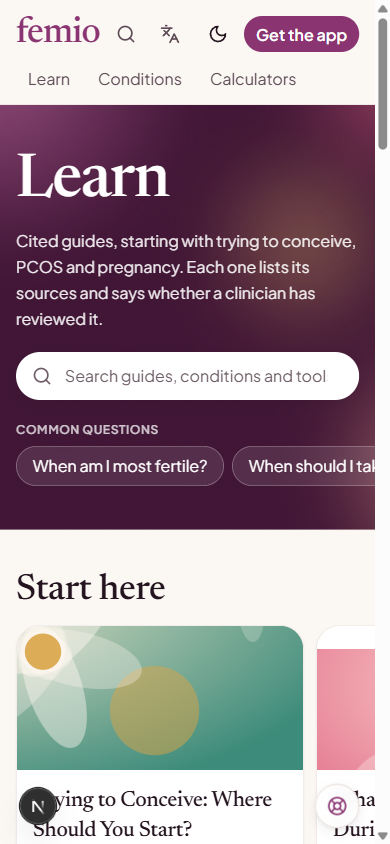 femio
Get the app
Learn Conditions Calculators
Learn
Cited guides, starting with trying to conceive,
PCOS and pregnancy. Each one lists its
sources and says whether a clinician has
reviewed it.
Search guides, conditions and tool
COMMON QUESTIONS
When am I most fertile? When should I
Start here
to Conceive: Where
Should You Start?
N